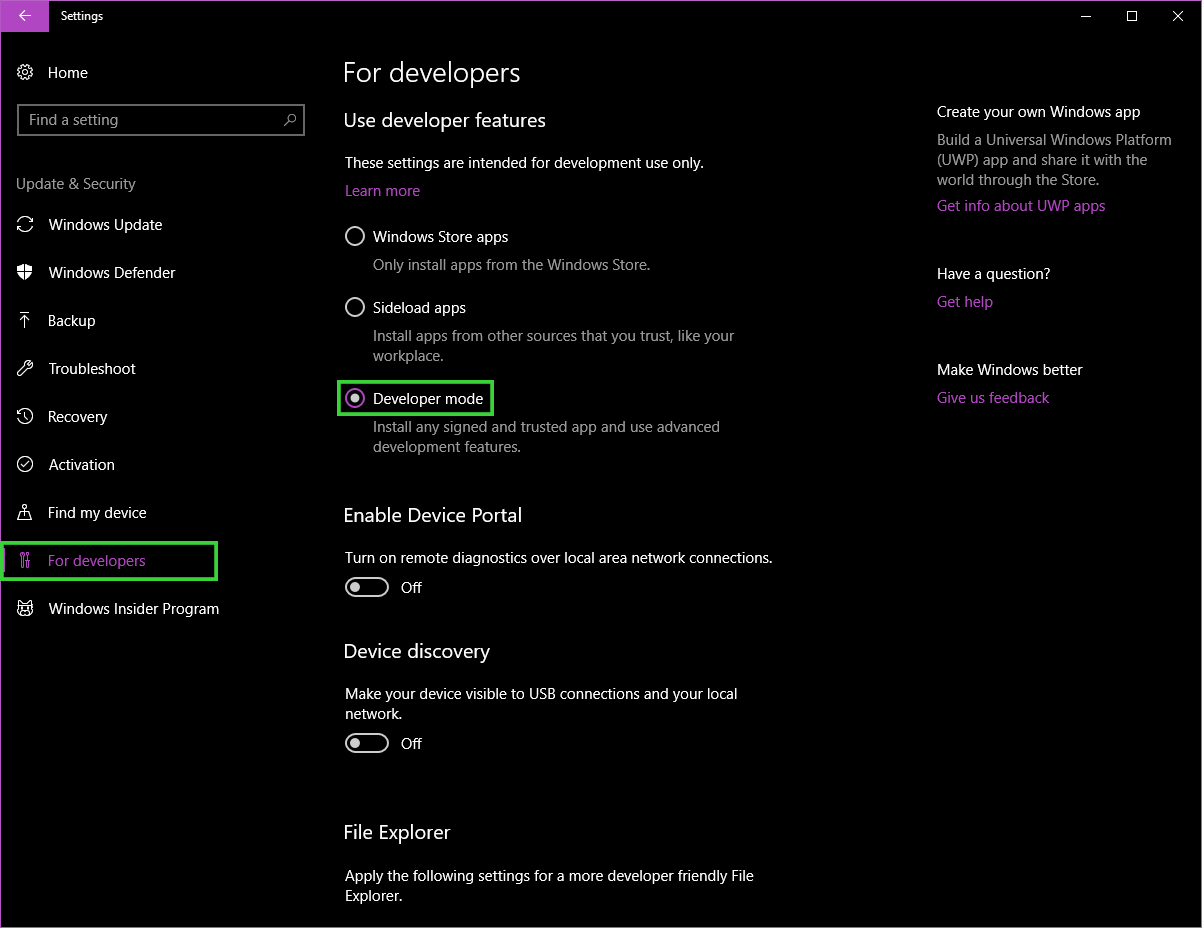 Settings
Home
Find a setting
Update & Security
Windows Update
Windows Defender
Backup
Troubleshoot
Recovery
Activation
Find my device
For developers
Windows Insider Program
For developers
Use developer features
These settings are intended for development use only.
Learn more
Windows Store apps
Only install apps from the Windows Store.
Sideload apps
Install apps from other sources that you trust, like your
workplace.
Developer mode
Install any signed and trusted app and use advanced
development features.
Enable Device Portal
Turn on remote diagnostics over local area network connections.
Off
Device discovery
Make your device visible to USB connections and your local
network.
Off
File Explorer
Apply the following settings for a more developer friendly File
Explorer.
Create your own Windows app
Build a Universal Windows Platform
(UWP) app and share it with the
world through the Store.
Get info about UWP apps
Have a question?
Get help
Make Windows better
Give us feedback